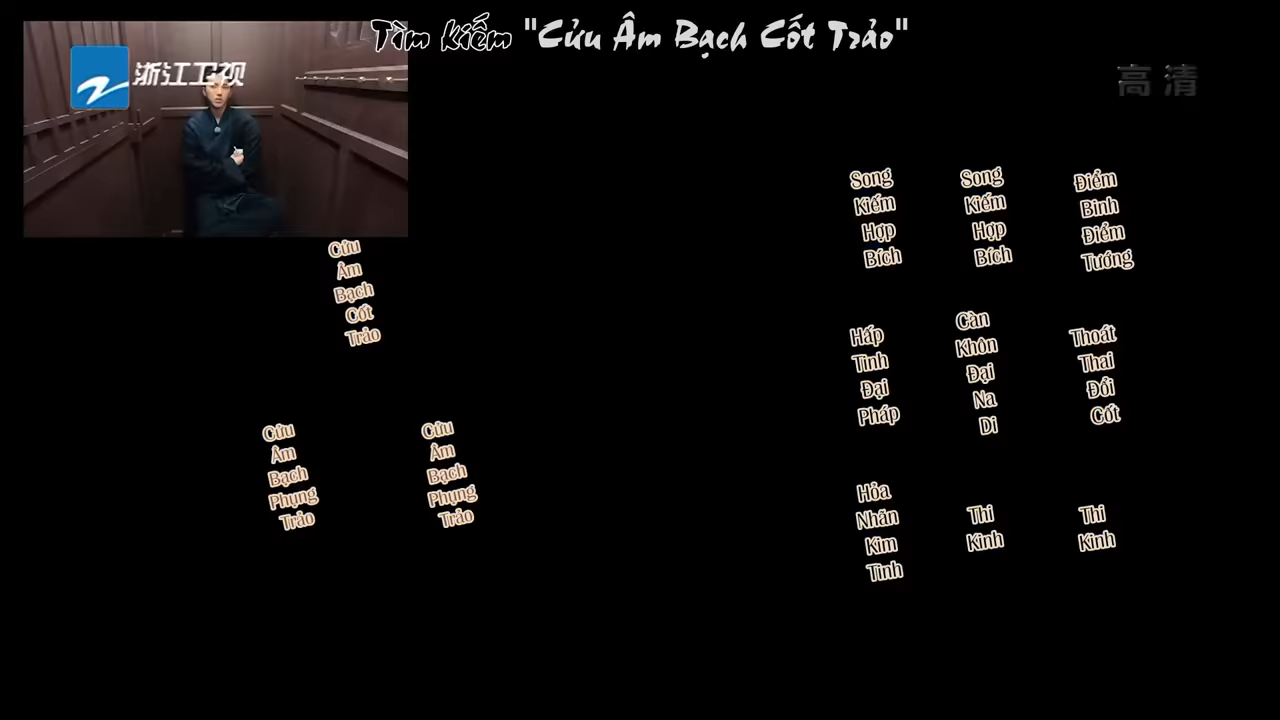 Tìm kiếm "Cửu Âm Bạch Cốt Trảo"
浙江卫视
高清
Cửu
Âm
Bạch
Cốt
Trảo
Cửu
Âm
Bạch
Phụng
Trảo
Cửu
Âm
Bạch
Phụng
Trảo
Song
Kiếm
Hợp
Bích
Song
Kiếm
Hợp
Bích
Điểm
Binh
Điểm
Tướng
Hấp
Tinh
Đại
Pháp
Càn
Khôn
Đại
Na
Di
Thoát
Thai
Đổi
Cốt
Hỏa
Nhãn
Kim
Tinh
Thi
Kinh
Thi
Kinh